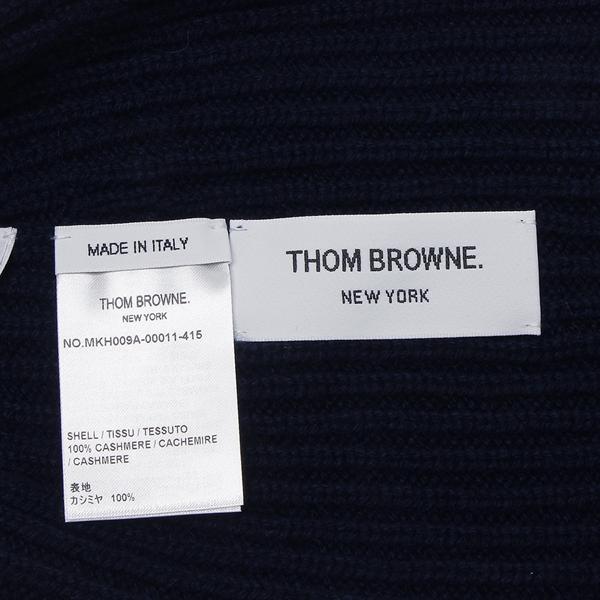 MADE IN ITALY
THOM BROWNE.
NEW YORK
NO.MKH009A-00011-415
SHELL / TISSU / TESSUTO
100% CASHMERE / CACHEMIRE
/ CASHMERE
表地
カシミヤ 100%
THOM BROWNE.
NEW YORK